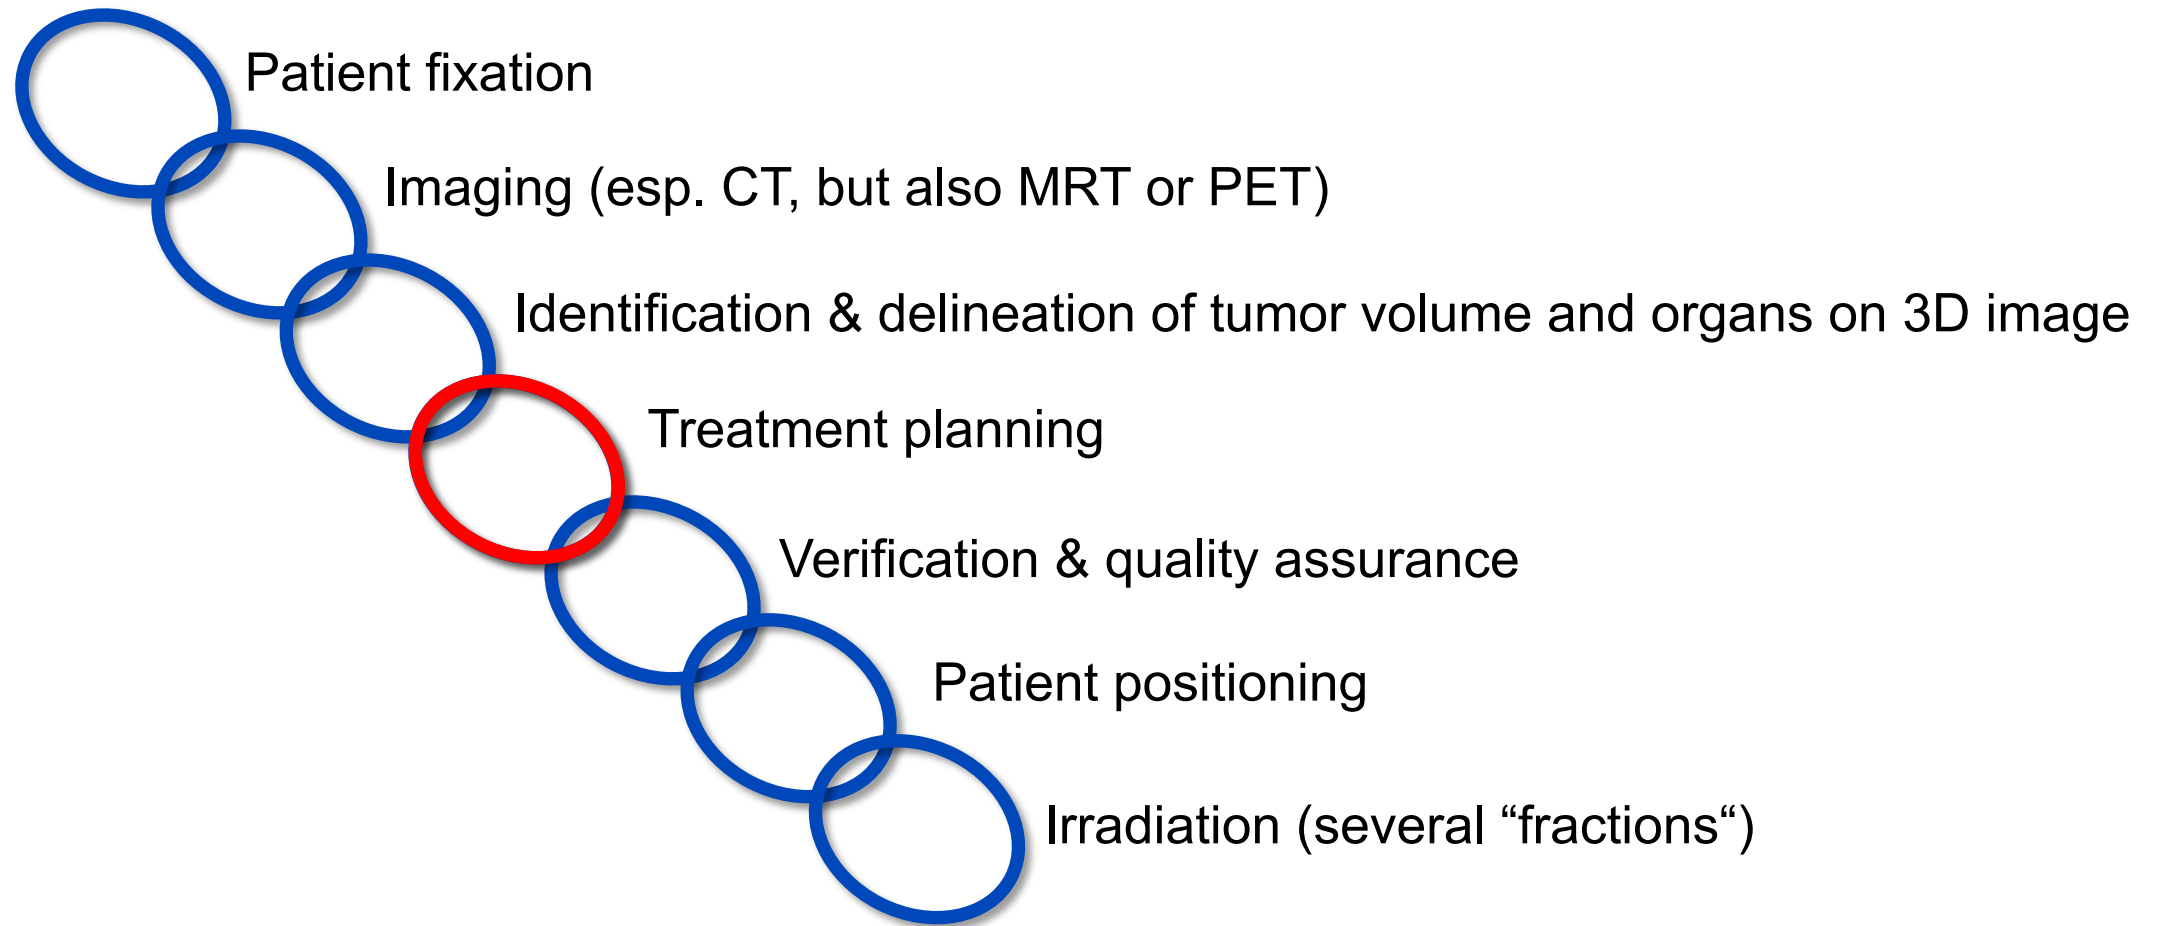 Patient fixation
Imaging (esp. CT, but also MRT or PET)
Identification & delineation of tumor volume and organs on 3D image
Treatment planning
Verification & quality assurance
Patient positioning
Irradiation (several “fractions“)